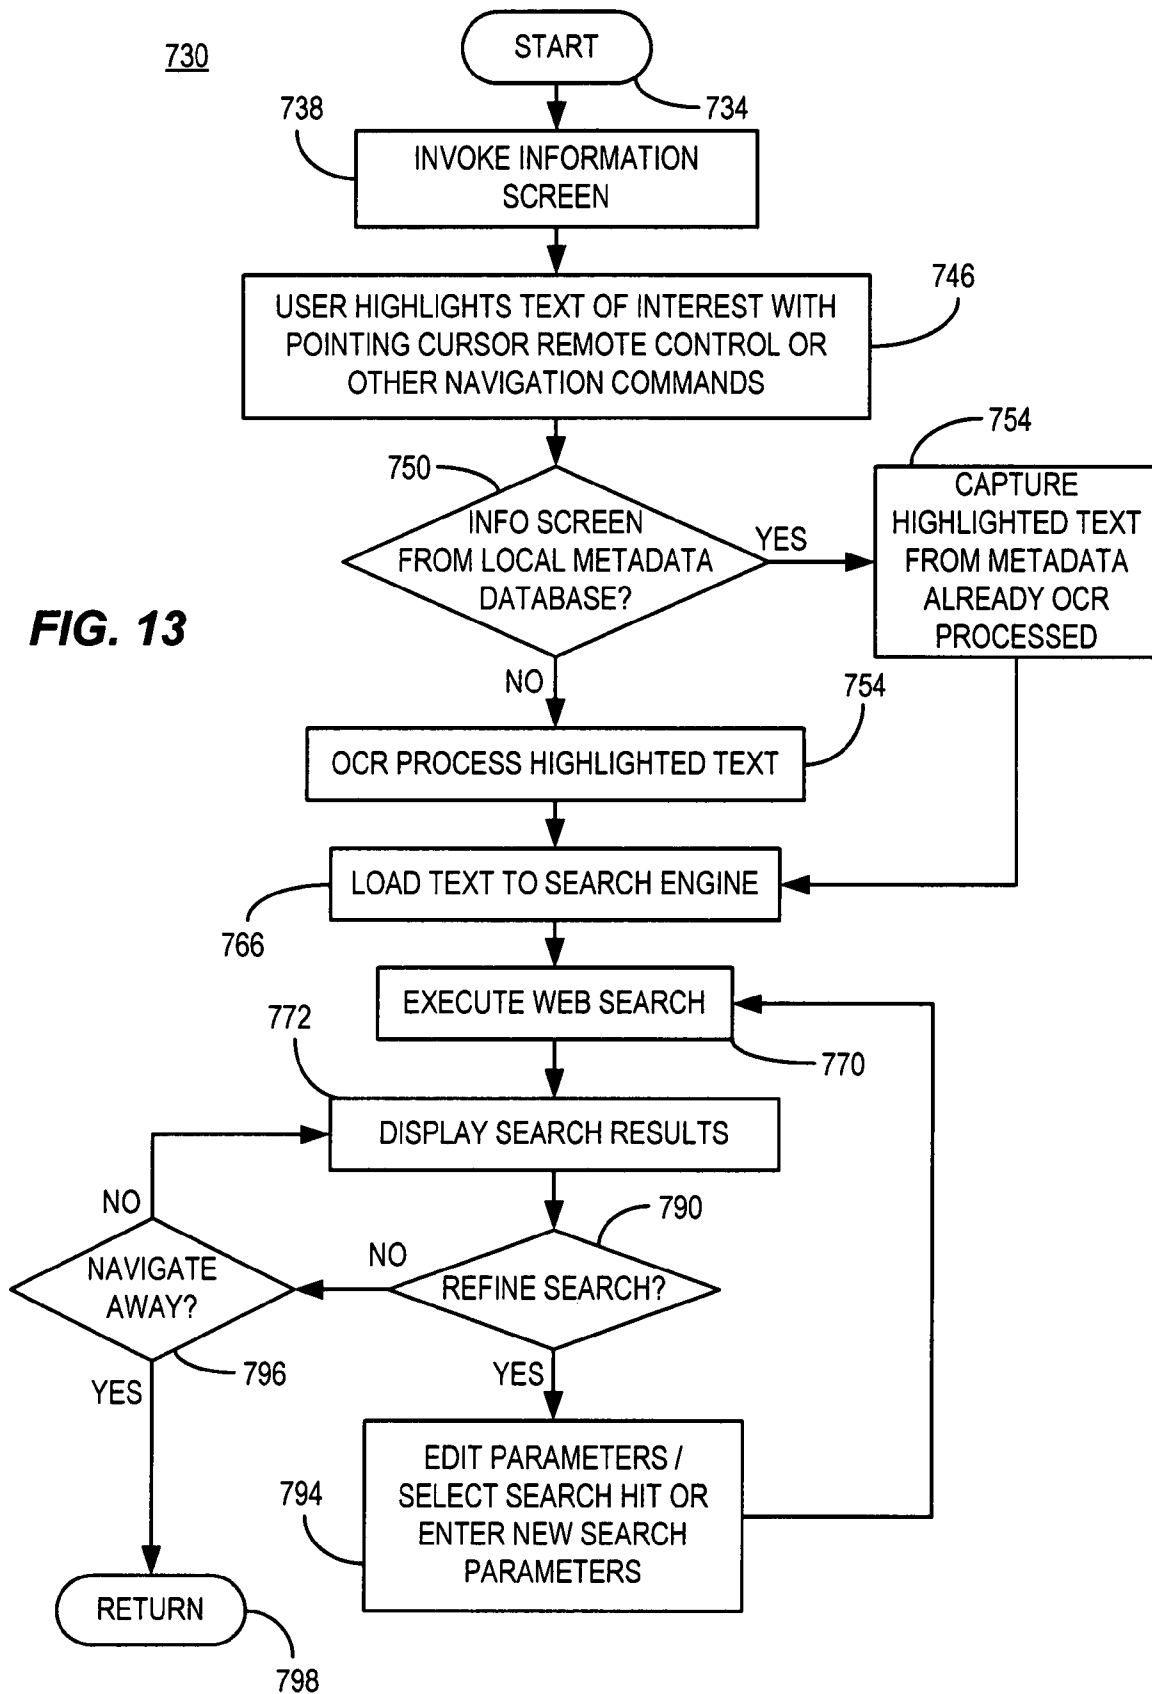 730
START
734
738
INVOKE INFORMATION
SCREEN
746
USER HIGHLIGHTS TEXT OF INTEREST WITH
POINTING CURSOR REMOTE CONTROL OR
OTHER NAVIGATION COMMANDS
750
INFO SCREEN
FROM LOCAL METADATA
DATABASE?
YES
754
CAPTURE
HIGHLIGHTED TEXT
FROM METADATA
ALREADY OCR
PROCESSED
FIG. 13
NO
754
OCR PROCESS HIGHLIGHTED TEXT
LOAD TEXT TO SEARCH ENGINE
766
EXECUTE WEB SEARCH
770
772
DISPLAY SEARCH RESULTS
790
REFINE SEARCH?
NO
NAVIGATE
AWAY?
NO
796
YES
YES
EDIT PARAMETERS /
SELECT SEARCH HIT OR
ENTER NEW SEARCH
PARAMETERS
794
RETURN
798